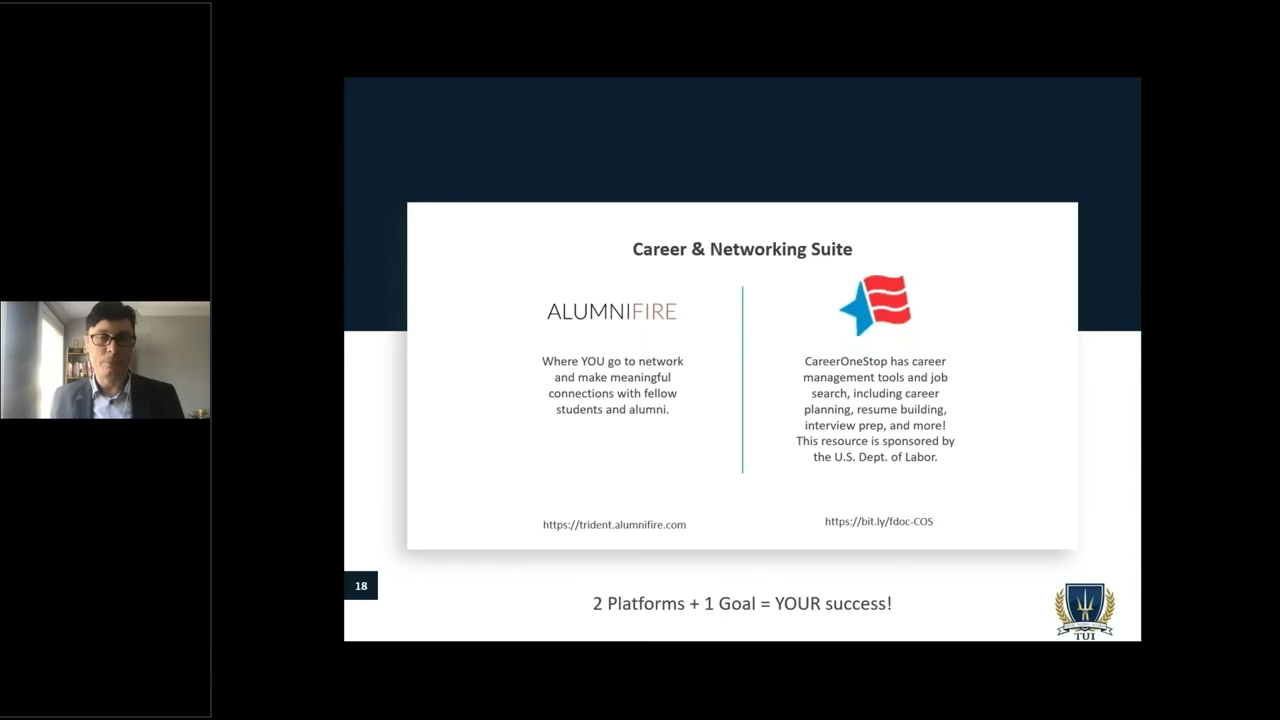 Career & Networking Suite
ALUMNIFIRE
Where YOU go to network
and make meaningful
connections with fellow
students and alumni.
https://trident.alumnifire.com
CareerOneStop has career
management tools and job
search, including career
planning, resume building,
interview prep, and more!
This resource is sponsored by
the U.S. Dept. of Labor.
https://bit.ly/fdoc-COS
18
2 Platforms + 1 Goal = YOUR success!
TUI